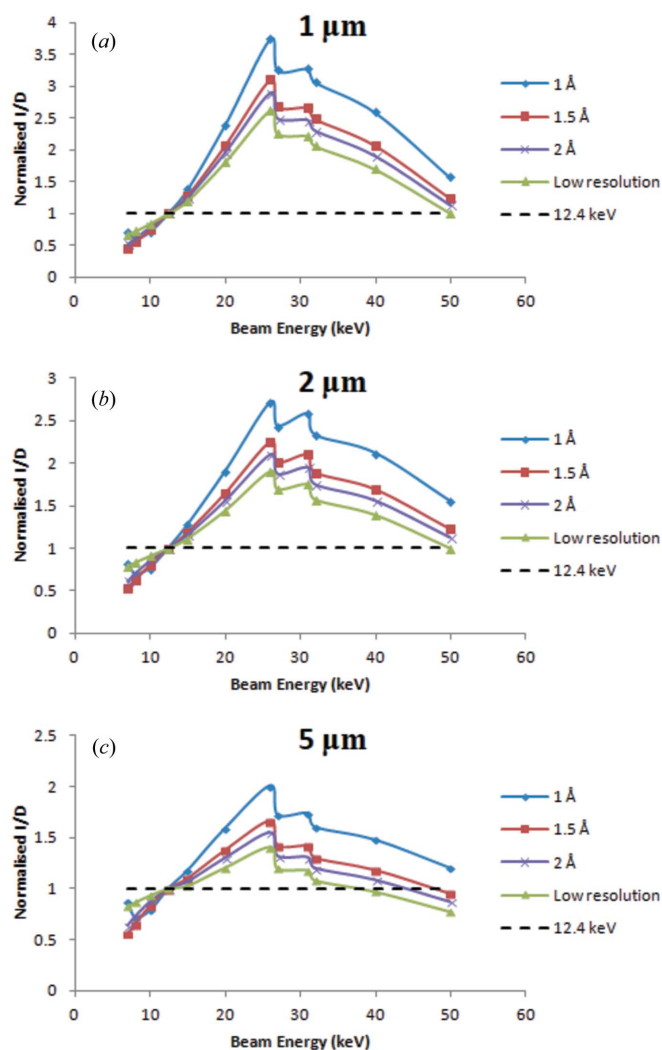 (a)
1 µm
4
3.5
3
2.5
2
1.5
1
0.5
0
Normalised I/D
0 10 20 30 40 50 60
Beam Energy (keV)
1 Å
1.5 Å
2 Å
Low resolution
12.4 keV
(b)
2 µm
3
2.5
2
1.5
1
0.5
0
Normalised I/D
0 10 20 30 40 50 60
Beam Energy (keV)
1 Å
1.5 Å
2 Å
Low resolution
12.4 keV
(c)
5 µm
2.5
2
1.5
1
0.5
0
Normalised I/D
0 10 20 30 40 50 60
Beam Energy (keV)
1 Å
1.5 Å
2 Å
Low resolution
12.4 keV